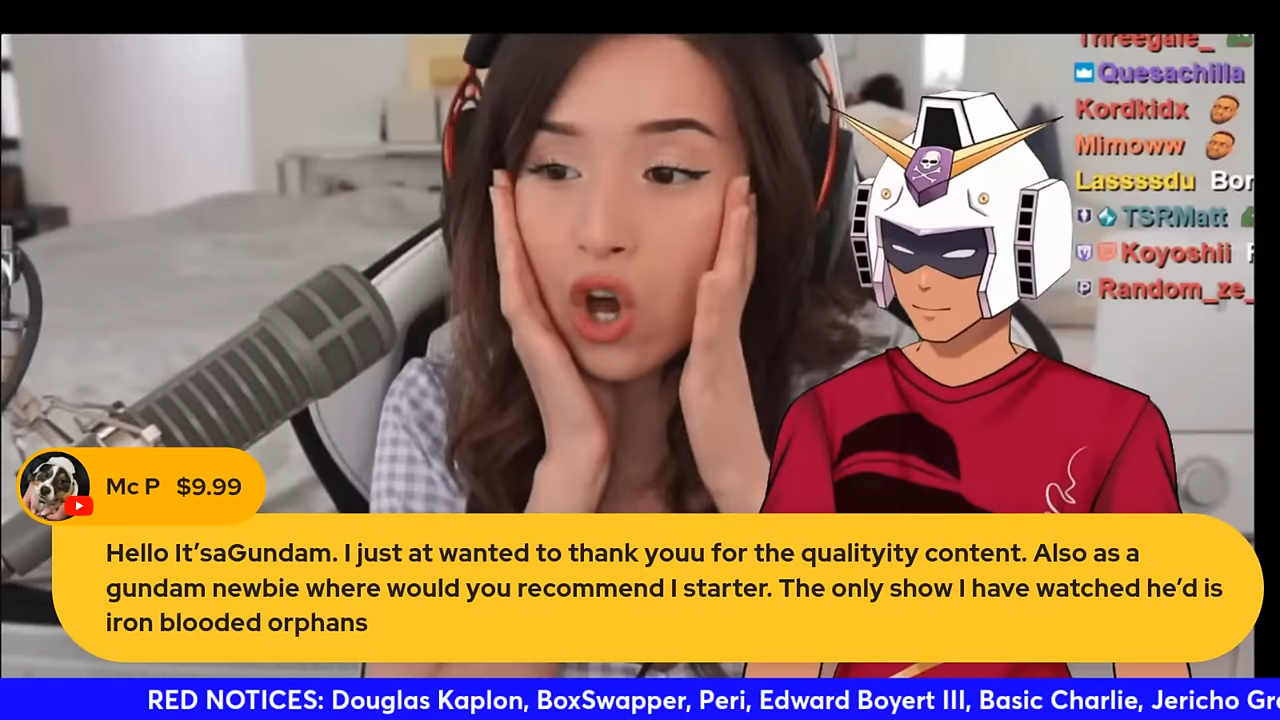 Threegale_
Quesachilla
Kordkidx
Mimoww
Lassssdu Bor
TSRMatt
Koyoshii
Random_ze_
Mc P $9.99
Hello It’saGundam. I just at wanted to thank youu for the qualityity content. Also as a
gundam newbie where would you recommend I starter. The only show I have watched he’d is
iron blooded orphans
RED NOTICES: Douglas Kaplon, BoxSwapper, Peri, Edward Boyert III, Basic Charlie, Jericho Gr